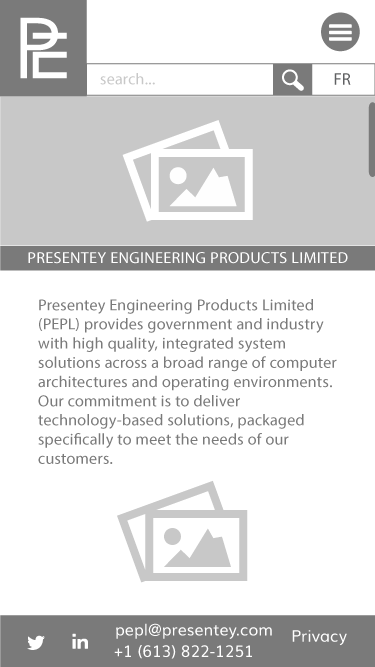 PE
search...
FR
PRESENTEY ENGINEERING PRODUCTS LIMITED
Presentey Engineering Products Limited
(PEPL) provides government and industry
with high quality, integrated system
solutions across a broad range of computer
architectures and operating environments.
Our commitment is to deliver
technology-based solutions, packaged
specifically to meet the needs of our
customers.
in
pepl@presentey.com
Privacy
+1 (613) 822-1251